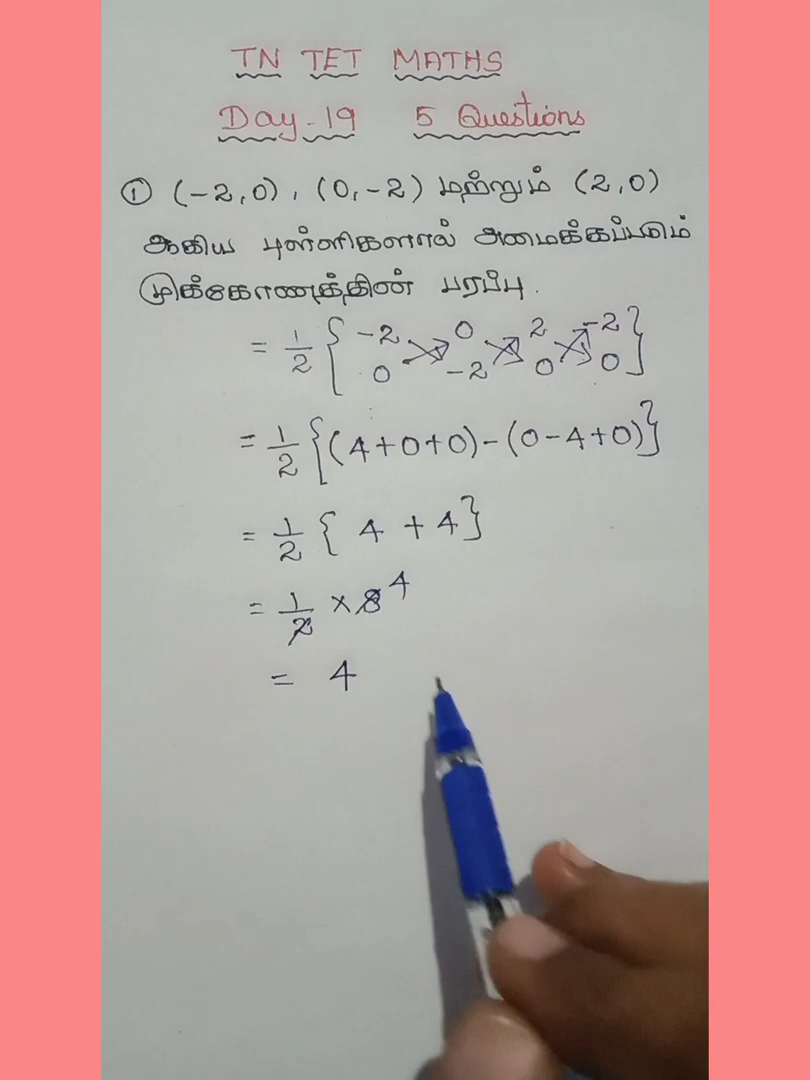 TN TET MATHS
Day-19 5 Questions
① (-2,0), (0,-2) மற்றும் (2,0)
ஆகிய புள்ளிகளால் அமைக்கப்படும்
முக்கோணத்தின் பரப்பு.
= 1/2 { -2 0 2 -2
0 -2 0 0 }
= 1/2 {(4+0+0)-(0-4+0)}
= 1/2 { 4 + 4}
= 1/2 × 8 4
= 4